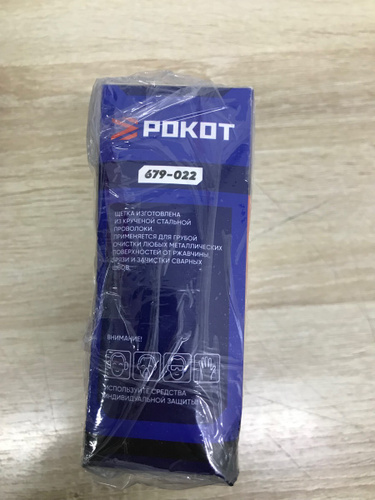 РОКОТ
679-022
ЩЕТКА ИЗГОТОВЛЕНА
ИЗ КРУЧЕНОЙ СТАЛЬНОЙ
ПРОВОЛОКИ.
ПРИМЕНЯЕТСЯ ДЛЯ ГРУБОЙ
ОЧИСТКИ ЛЮБЫХ МЕТАЛЛИЧЕСКИХ
ПОВЕРХНОСТЕЙ ОТ РЖАВЧИНЫ,
ГРЯЗИ И ЗАЧИСТКИ СВАРНЫХ
ШВОВ.
ВНИМАНИЕ!
ИСПОЛЬЗУЙТЕ СРЕДСТВА
ИНДИВИДУАЛЬНОЙ ЗАЩИТЫ